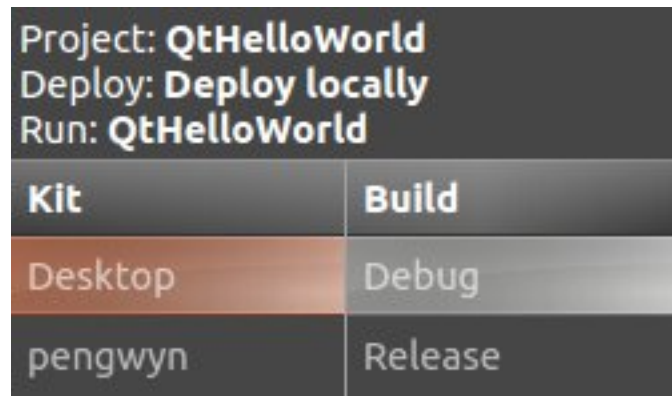 Project: QtHelloWorld
Deploy: Deploy locally
Run: QtHelloWorld
Kit Build
Desktop Debug
pengwyn Release